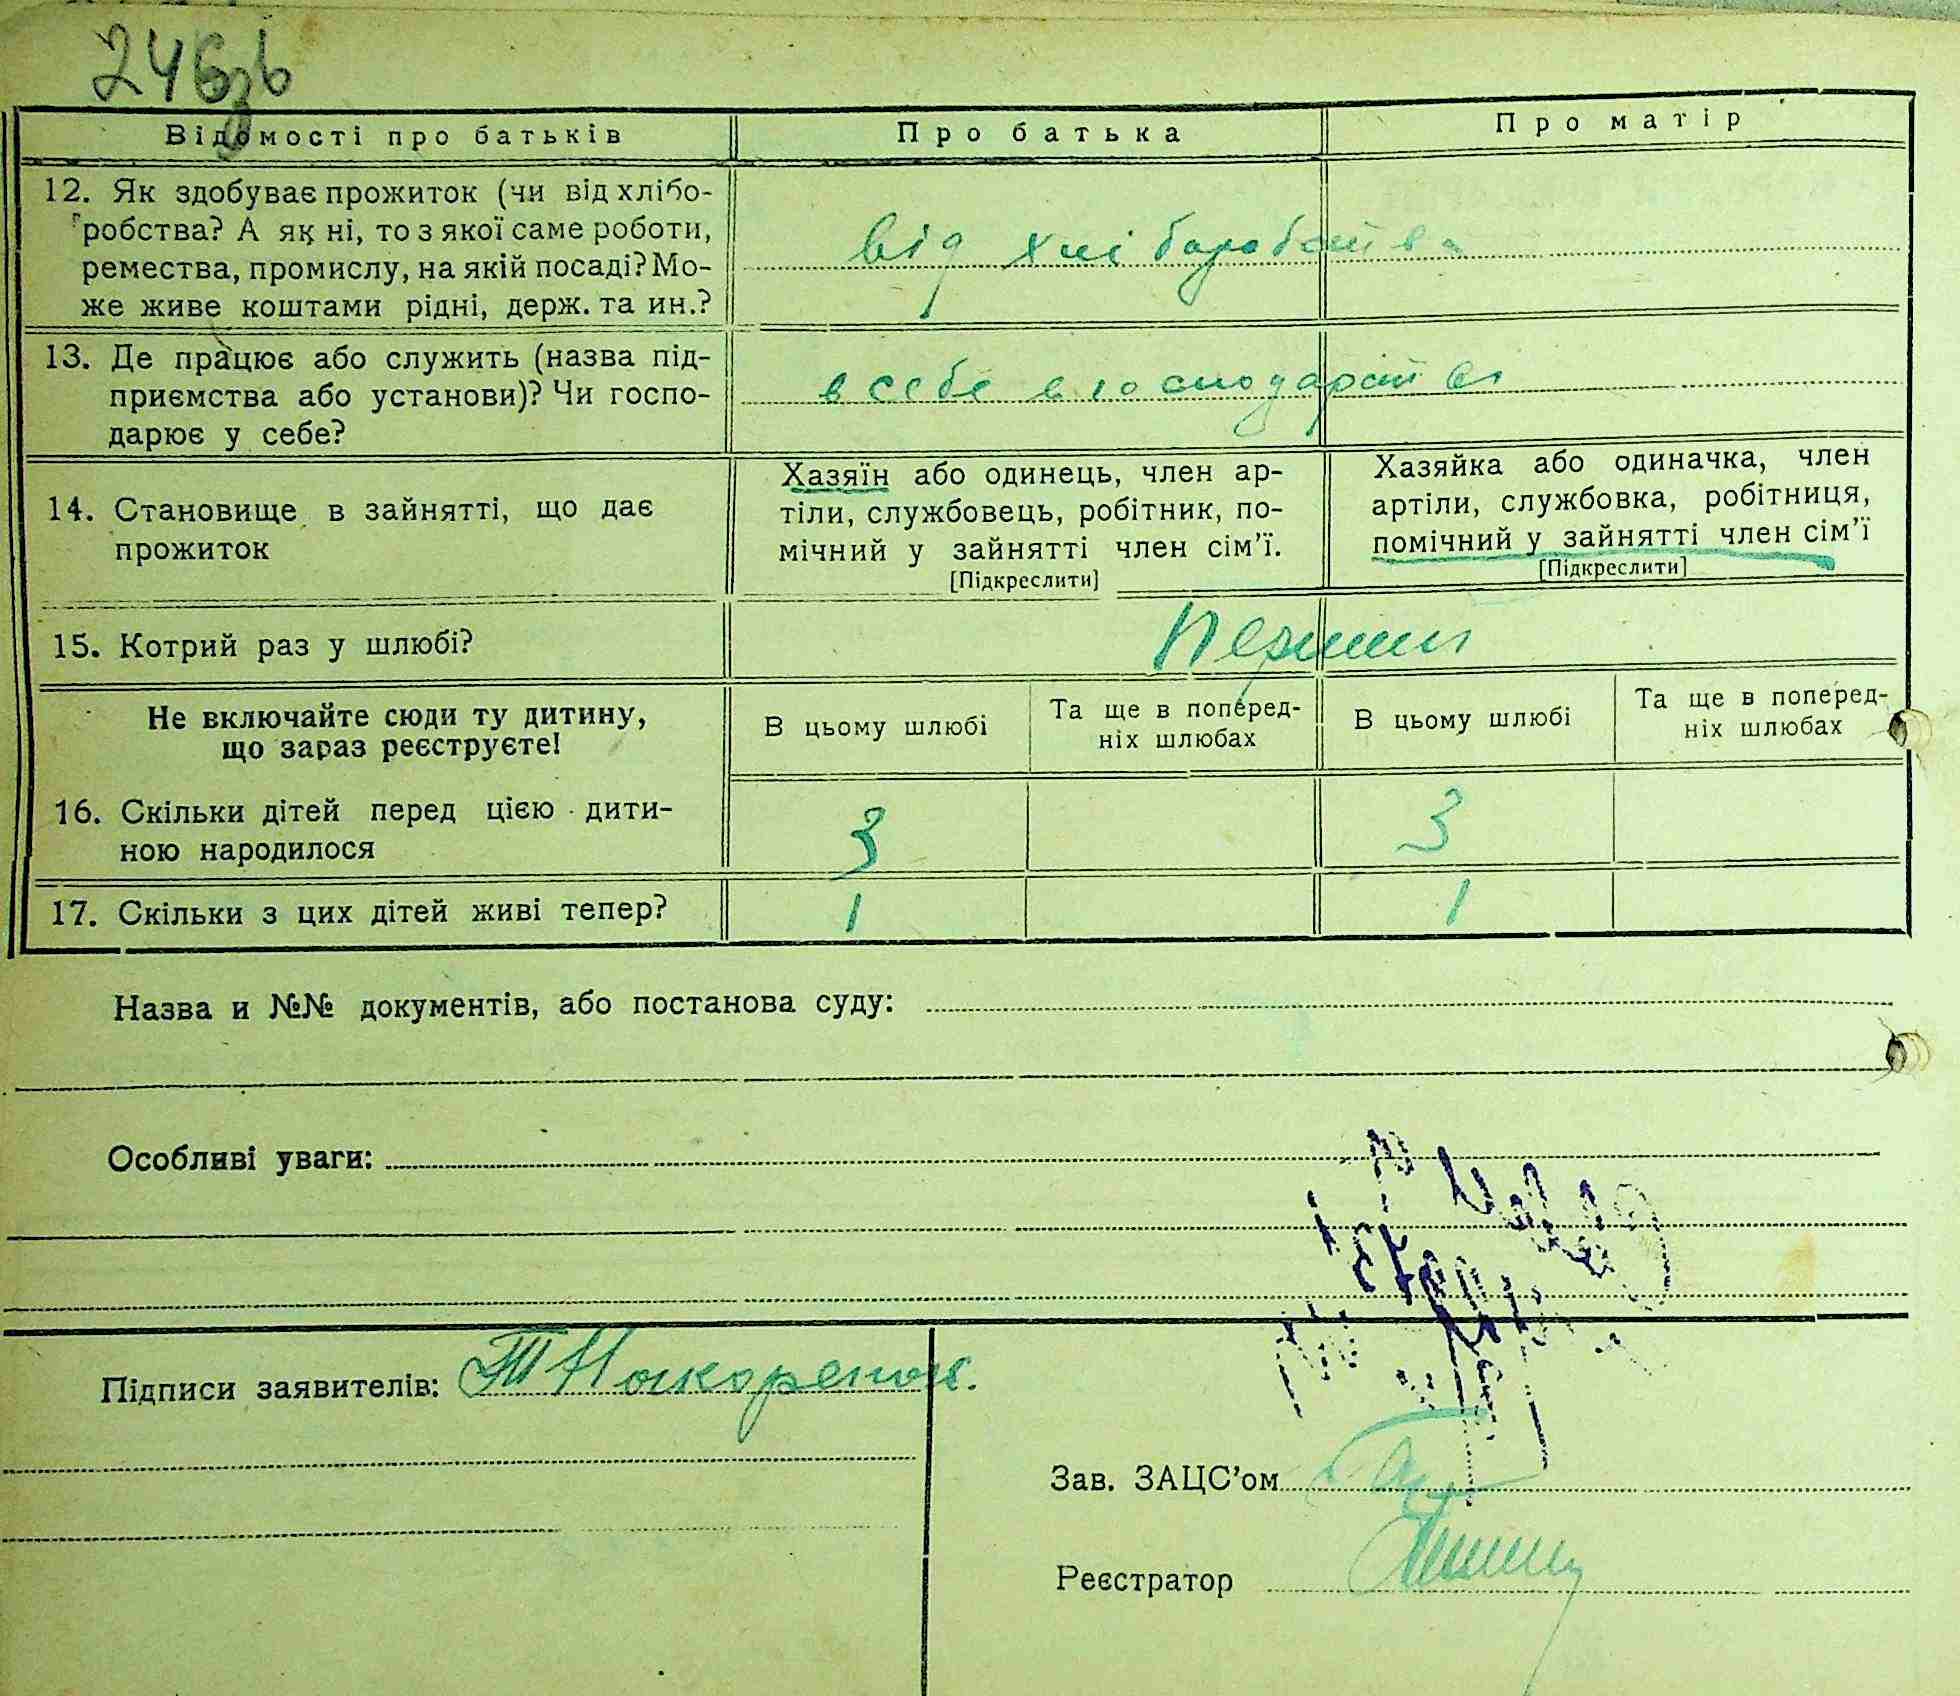 246зв
Відомості про батьків Про батька Про матір
12. Як здобуває прожиток (чи від хлібо-
робства? А як ні, то з якої саме роботи,
ремества, промислу, на якій посаді? Мо-
же живе коштами рідні, держ. та ин.?
від хліборобства
13. Де працює або служить (назва під-
приємства або установи)? Чи госпо-
дарює у себе?
в себе в господарстві
14. Становище в зайнятті, що дає
прожиток
Хазяїн або одинець, член ар-
тіли, службовець, робітник, по-
мічний у зайнятті член сім'ї.
[Підкреслити]
Хазяйка або одиначка, член
артіли, службовка, робітниця,
помічний у зайнятті член сім'ї
[Підкреслити]
15. Котрий раз у шлюбі?
Перший
Не включайте сюди ту дитину,
що зараз реєструєте!
В цьому шлюбі
Та ще в поперед-
ніх шлюбах
В цьому шлюбі
Та ще в поперед-
ніх шлюбах
16. Скільки дітей перед цією дити-
ною народилося
3 3
17. Скільки з цих дітей живі тепер?
1 1
Назва и №№ документів, або постанова суду:
Особливі уваги:
Підписи заявителів:
Зав. ЗАЦС'ом
Реєстратор